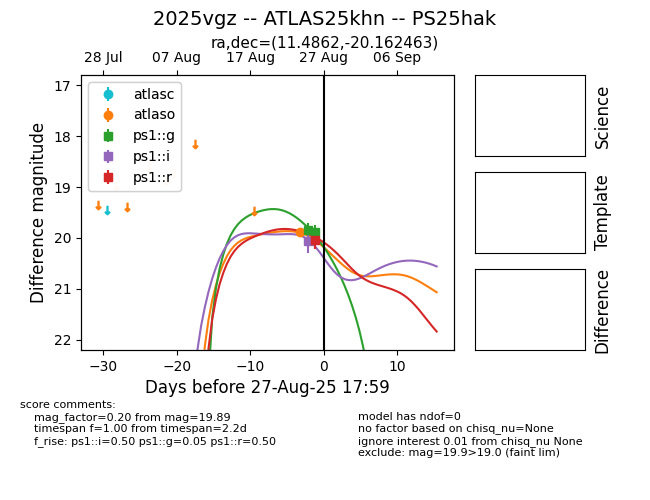 2025vgz -- ATLAS25khn -- PS25hak
ra,dec=(11.4862,-20.162463)
28 Jul 07 Aug 17 Aug 27 Aug 06 Sep
17
18
19
20
21
22
Difference magnitude
atlasc
atlaso
ps1::g
ps1::i
ps1::r
−30 −20 −10 0 10
Days before 27-Aug-25 17:59
Science
Template
Difference
score comments:
mag_factor=0.20 from mag=19.89
timespan f=1.00 from timespan=2.2d
f_rise: ps1::i=0.50 ps1::g=0.05 ps1::r=0.50
model has ndof=0
no factor based on chisq_nu=None
ignore interest 0.01 from chisq_nu None
exclude: mag=19.9>19.0 (faint lim)